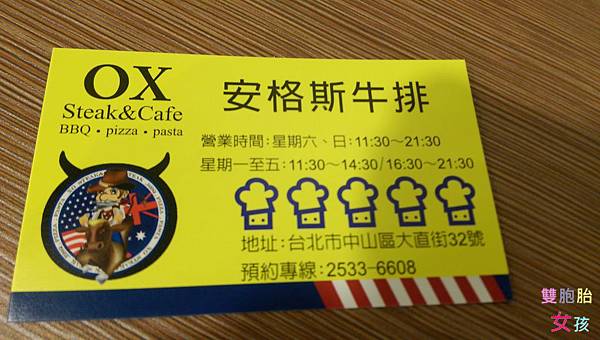 OX
Steak&Cafe
BBQ • pizza • pasta
安格斯牛排
營業時間:星期六、日:11:30～21:30
星期一至五:11:30～14:30/16:30～21:30
地址:台北市中山區大直街32號
預約專線:2533-6608
雙胞胎
女孩